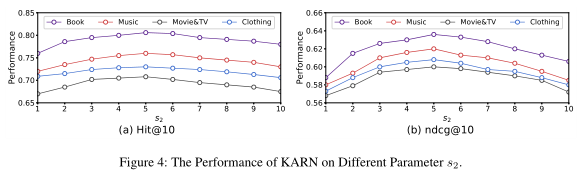 Book Music Movie&TV Clothing
Performance
0.85
0.80
0.75
0.70
0.65
1 2 3 4 5 6 7 8 9 10
s2
(a) Hit@10
Book Music Movie&TV Clothing
Performance
0.66
0.64
0.62
0.60
0.58
0.56
1 2 3 4 5 6 7 8 9 10
s2
(b) ndcg@10
Figure 4: The Performance of KARN on Different Parameter s2.